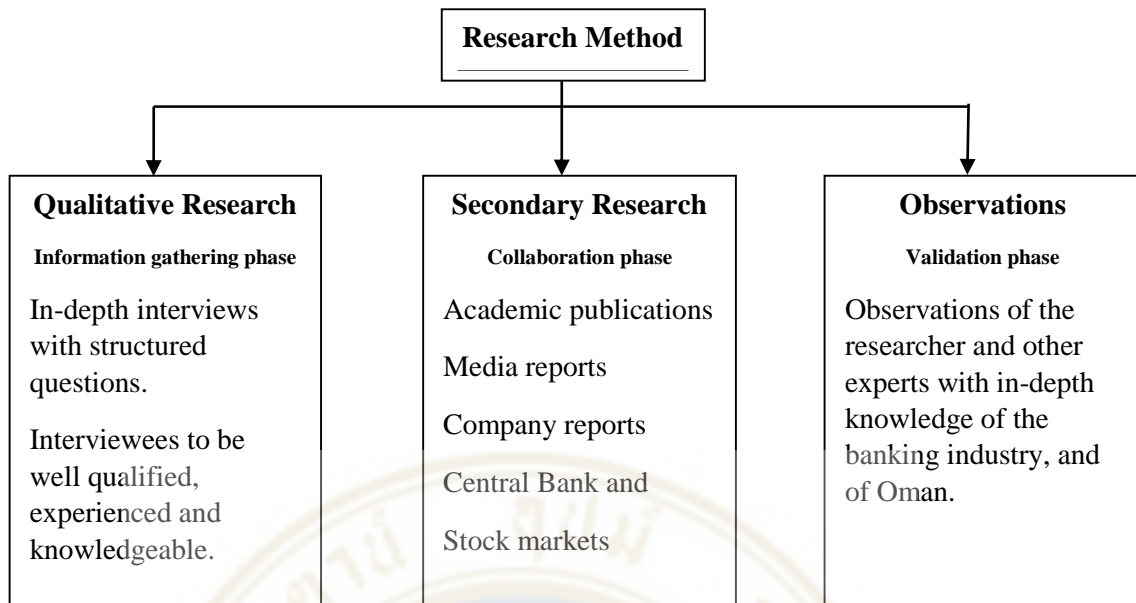 Research Method
Qualitative Research
Information gathering phase
In-depth interviews
with structured
questions.
Interviewees to be
well qualified,
experienced and
knowledgeable.
Secondary Research
Collaboration phase
Academic publications
Media reports
Company reports
Central Bank and
Stock markets
Observations
Validation phase
Observations of the
researcher and other
experts with in-depth
knowledge of the
banking industry, and
of Oman.